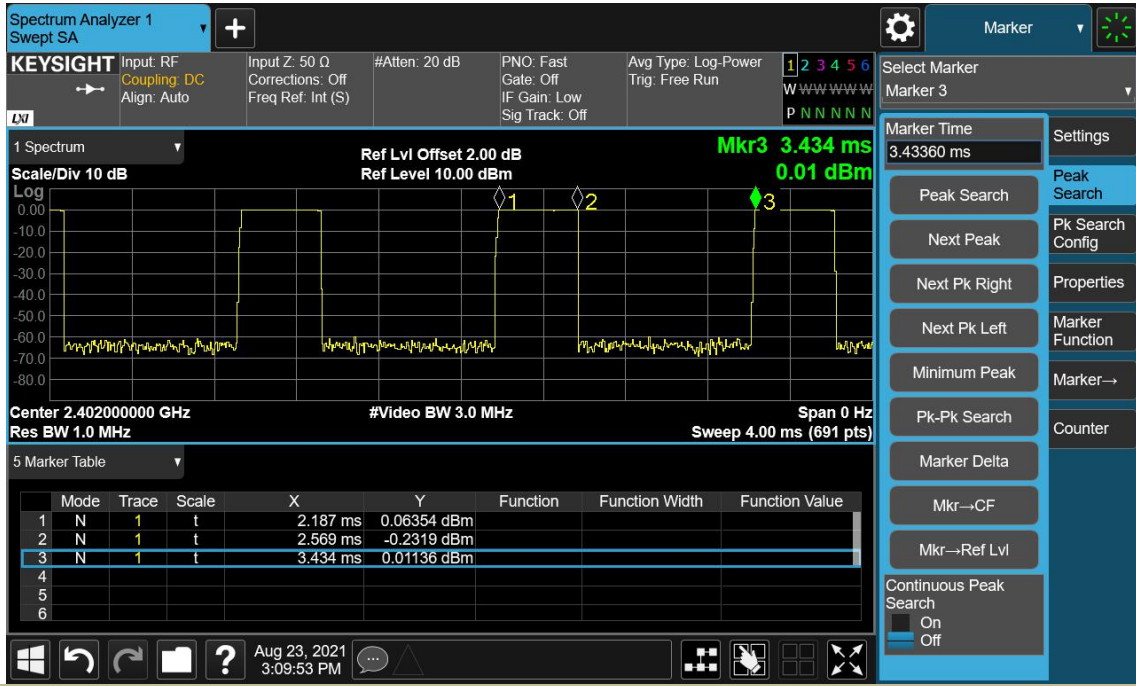 Spectrum Analyzer 1
Swept SA
+
Marker
KEYSIGHT
LXI
Input: RF
Coupling: DC
Align: Auto
Input Z: 50 Ω
Corrections: Off
Freq Ref: Int (S)
#Atten: 20 dB
PNO: Fast
Gate: Off
IF Gain: Low
Sig Track: Off
Avg Type: Log-Power
Trig: Free Run
1 2 3 4 5 6
W W W W W W
P N N N N N
Select Marker
Marker 3
1 Spectrum
Scale/Div 10 dB
Ref Lvl Offset 2.00 dB
Ref Level 10.00 dBm
Mkr3 3.434 ms
0.01 dBm
Log
0.00
-10.0
-20.0
-30.0
-40.0
-50.0
-60.0
-70.0
-80.0
1
2
3
Center 2.402000000 GHz
Res BW 1.0 MHz
#Video BW 3.0 MHz
Span 0 Hz
Sweep 4.00 ms (691 pts)
5 Marker Table
Mode Trace Scale X Y Function Function Width Function Value
1 N 1 t 2.187 ms 0.06354 dBm
2 N 1 t 2.569 ms -0.2319 dBm
3 N 1 t 3.434 ms 0.01136 dBm
4
5
6
Marker Time
3.43360 ms
Peak Search
Next Peak
Next Pk Right
Next Pk Left
Minimum Peak
Pk-Pk Search
Marker Delta
Mkr→CF
Mkr→Ref Lvl
Continuous Peak
Search
On
Off
Settings
Peak
Search
Pk Search
Config
Properties
Marker
Function
Marker→
Counter
?
Aug 23, 2021
3:09:53 PM